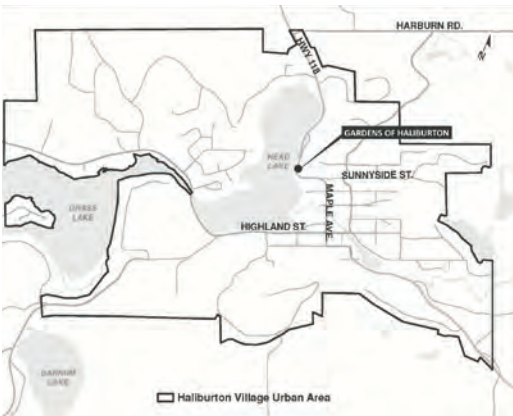 HARBURN RD.
HWY 118
N
GARDENS OF HALIBURTON
HEAD
LAKE
SUNNYSIDE ST.
MAPLE AVE.
GRASS
LAKE
HIGHLAND ST.
BARNUM
LAKE
Haliburton Village Urban Area